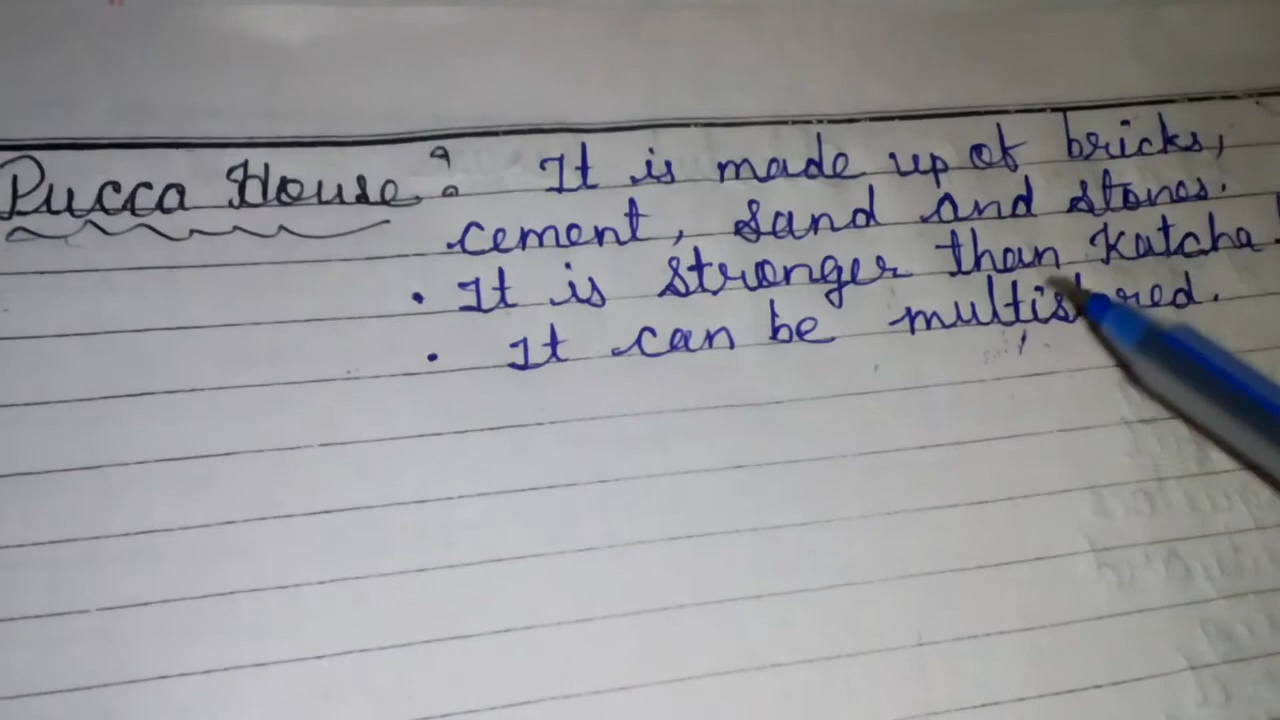 Pucca House : It is made up of bricks,
cement, sand and stones.
• It is stronger than Katcha
• It can be